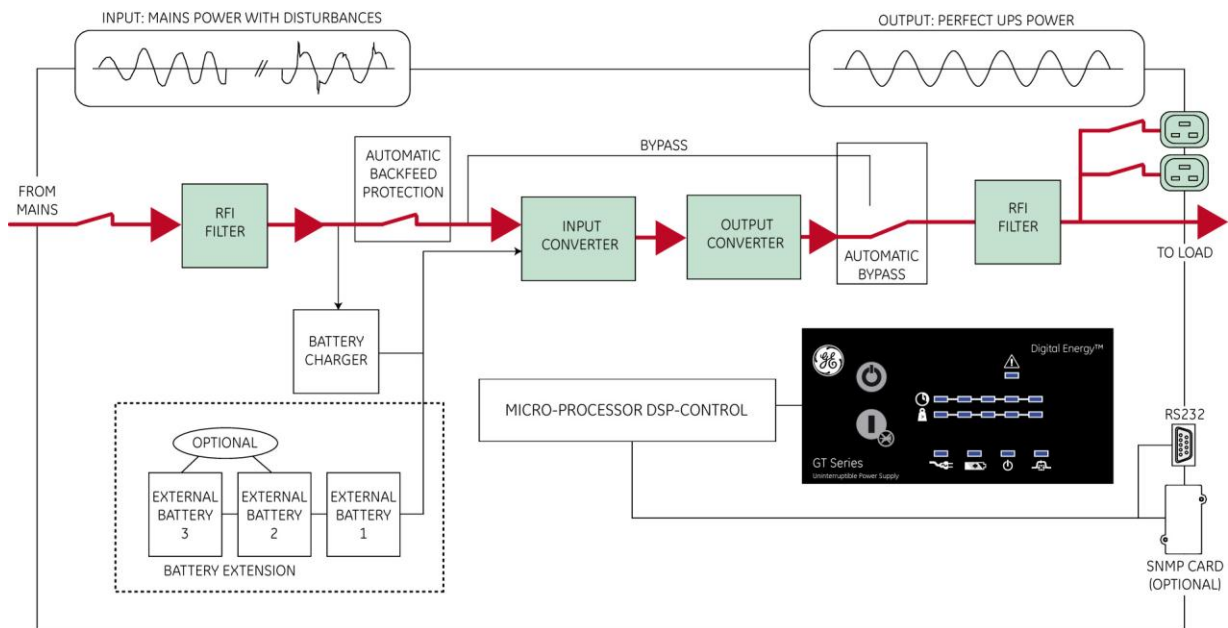 INPUT: MAINS POWER WITH DISTURBANCES
OUTPUT: PERFECT UPS POWER
FROM
MAINS
RFI
FILTER
AUTOMATIC
BACKFEED
PROTECTION
BYPASS
INPUT
CONVERTER
OUTPUT
CONVERTER
AUTOMATIC
BYPASS
RFI
FILTER
TO LOAD
BATTERY
CHARGER
MICRO-PROCESSOR DSP-CONTROL
GE
Digital Energy™
GT Series
Uninterruptible Power Supply
RS232
SNMP CARD
(OPTIONAL)
OPTIONAL
EXTERNAL
BATTERY
3
EXTERNAL
BATTERY
2
EXTERNAL
BATTERY
1
BATTERY EXTENSION